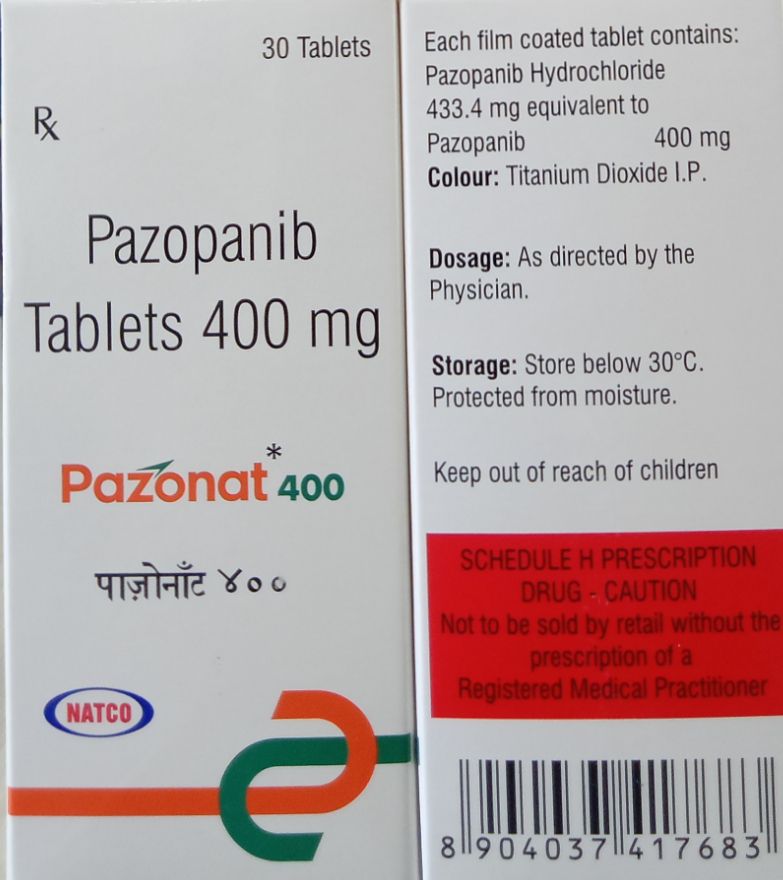 30 Tablets
Rx
Pazopanib
Tablets 400 mg
Pazonat* 400
पाज़ोनाँट ४००
NATCO
Each film coated tablet contains:
Pazopanib Hydrochloride
433.4 mg equivalent to
Pazopanib 400 mg
Colour: Titanium Dioxide I.P.
Dosage: As directed by the
Physician.
Storage: Store below 30°C.
Protected from moisture.
Keep out of reach of children
SCHEDULE H PRESCRIPTION
DRUG - CAUTION
Not to be sold by retail without the
prescription of a
Registered Medical Practitioner
8 904037 417683